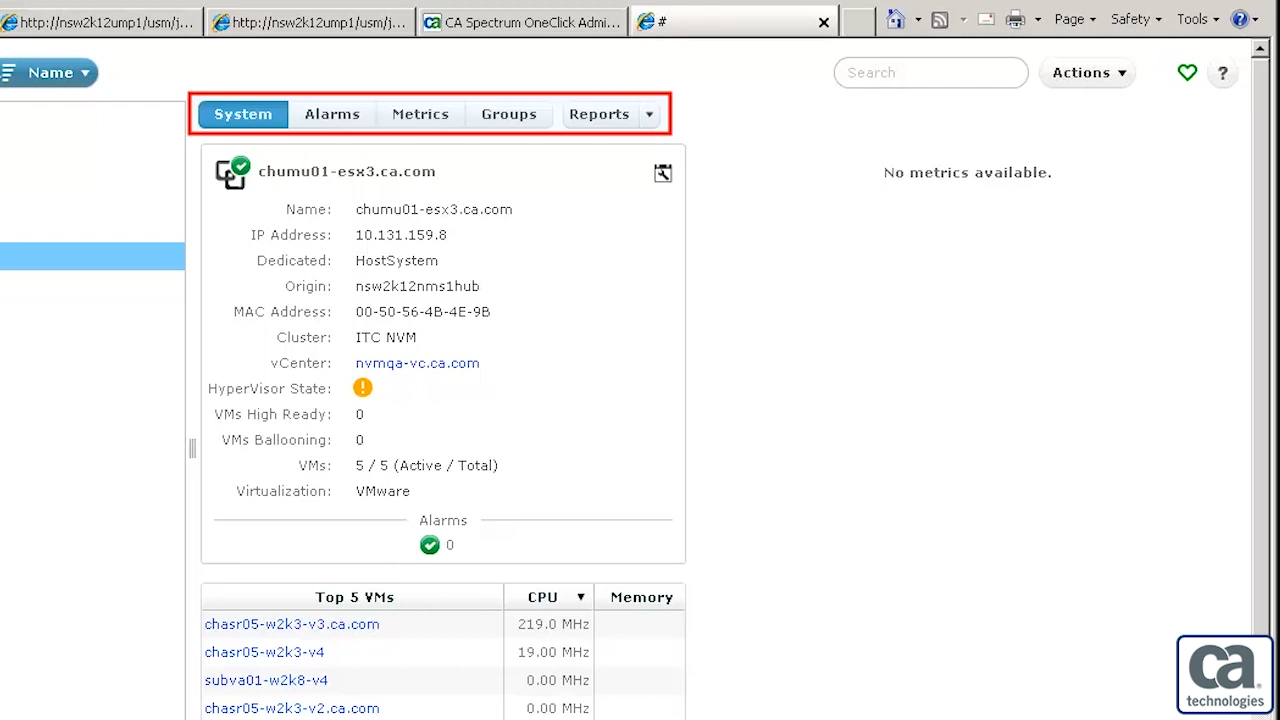 http://nsw2k12ump1/usm/j... http://nsw2k12ump1/usm/j... CA Spectrum OneClick Admi... # Page Safety Tools
Name Search Actions ?
System Alarms Metrics Groups Reports
chumu01-esx3.ca.com
No metrics available.
Name: chumu01-esx3.ca.com
IP Address: 10.131.159.8
Dedicated: HostSystem
Origin: nsw2k12nms1hub
MAC Address: 00-50-56-4B-4E-9B
Cluster: ITC NVM
vCenter: nvmqa-vc.ca.com
HyperVisor State: !
VMs High Ready: 0
VMs Ballooning: 0
VMs: 5 / 5 (Active / Total)
Virtualization: VMware
Alarms
0
Top 5 VMs CPU Memory
chasr05-w2k3-v3.ca.com 219.0 MHz
chasr05-w2k3-v4 19.00 MHz
subva01-w2k8-v4 0.00 MHz
chasr05-w2k3-v2.ca.com 0.00 MHz
ca
technologies